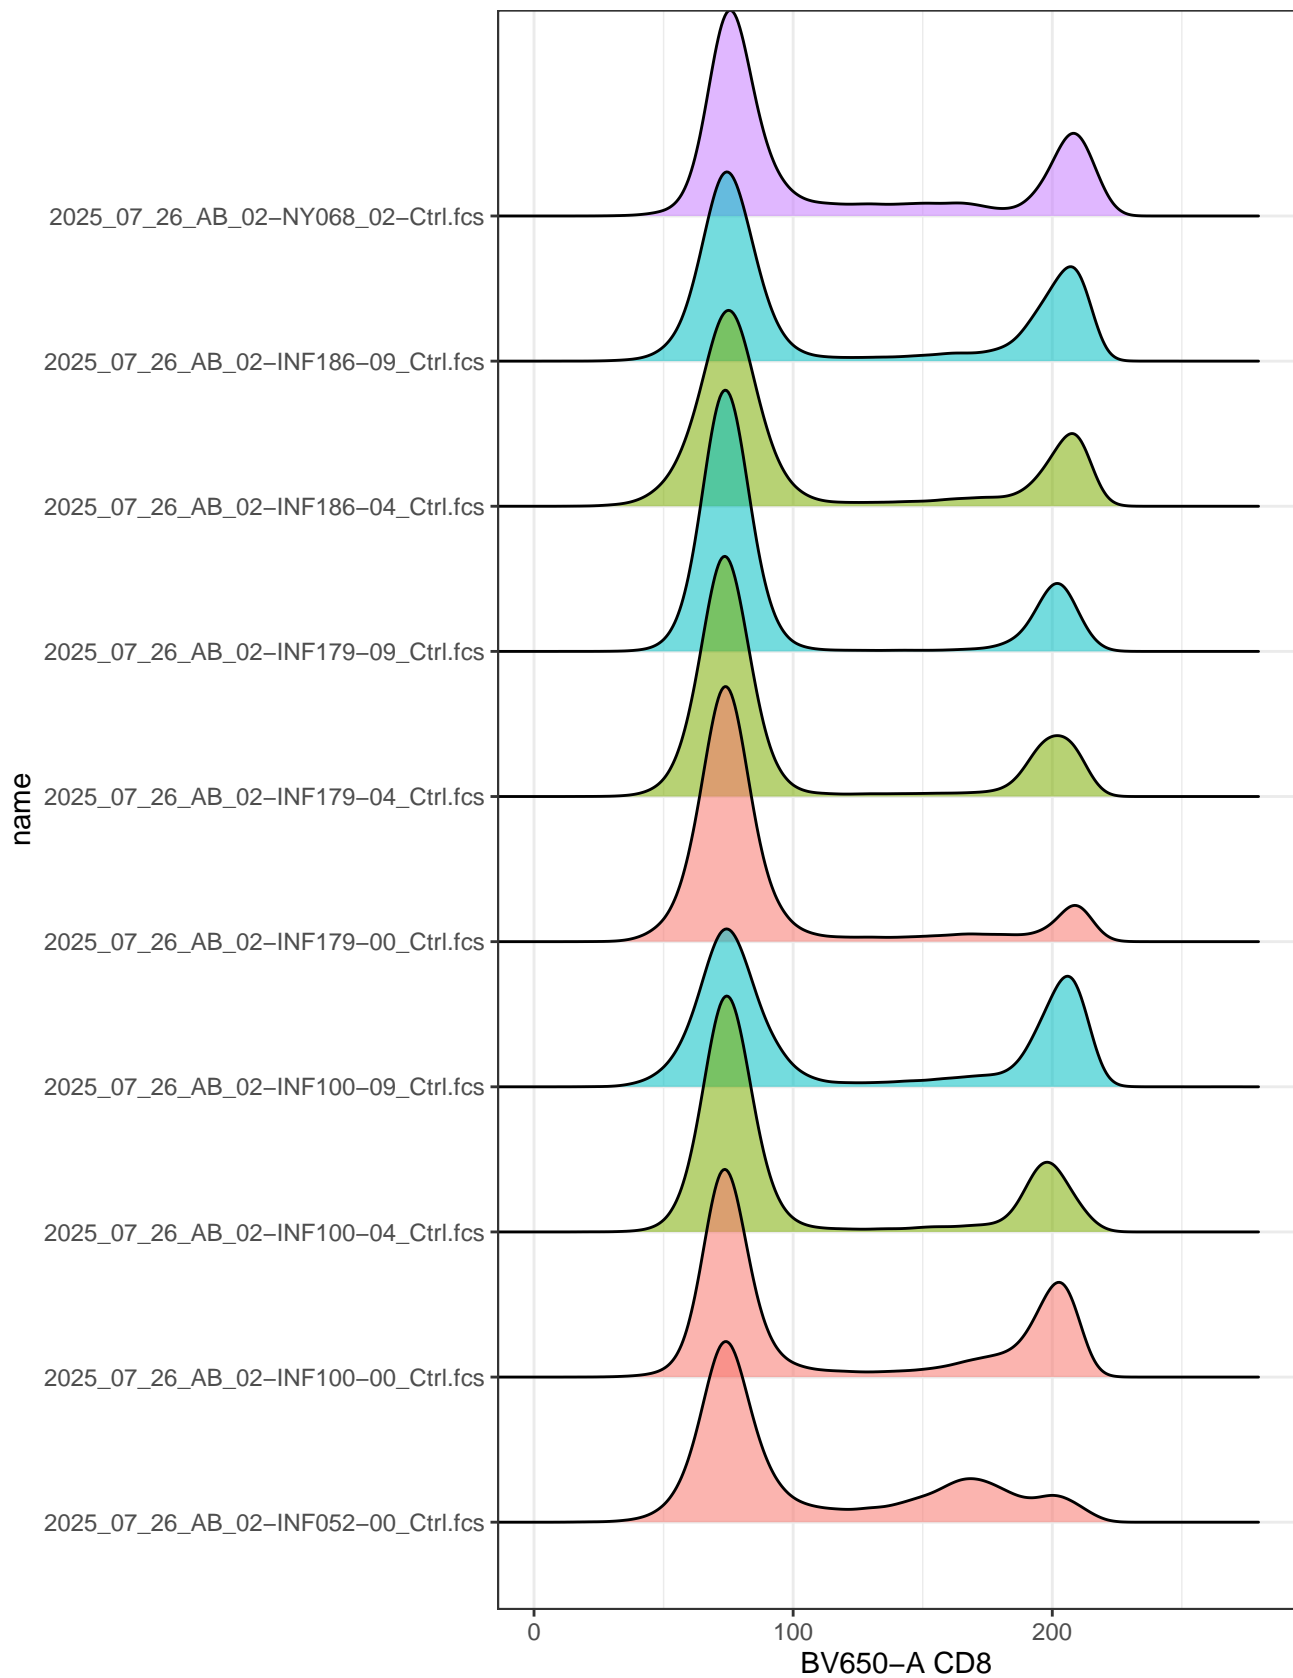 2025_07_26_AB_02−NY068_02−Ctrl.fcs
2025_07_26_AB_02−INF186−09_Ctrl.fcs
2025_07_26_AB_02−INF186−04_Ctrl.fcs
2025_07_26_AB_02−INF179−09_Ctrl.fcs
2025_07_26_AB_02−INF179−04_Ctrl.fcs
name
2025_07_26_AB_02−INF179−00_Ctrl.fcs
2025_07_26_AB_02−INF100−09_Ctrl.fcs
2025_07_26_AB_02−INF100−04_Ctrl.fcs
2025_07_26_AB_02−INF100−00_Ctrl.fcs
2025_07_26_AB_02−INF052−00_Ctrl.fcs
0 100 200
BV650−A CD8